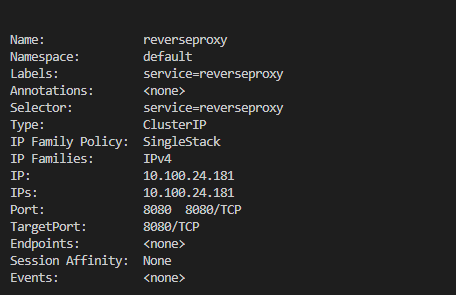 Name: reverseproxy
Namespace: default
Labels: service=reverseproxy
Annotations: <none>
Selector: service=reverseproxy
Type: ClusterIP
IP Family Policy: SingleStack
IP Families: IPv4
IP: 10.100.24.181
IPs: 10.100.24.181
Port: 8080 8080/TCP
TargetPort: 8080/TCP
Endpoints: <none>
Session Affinity: None
Events: <none>